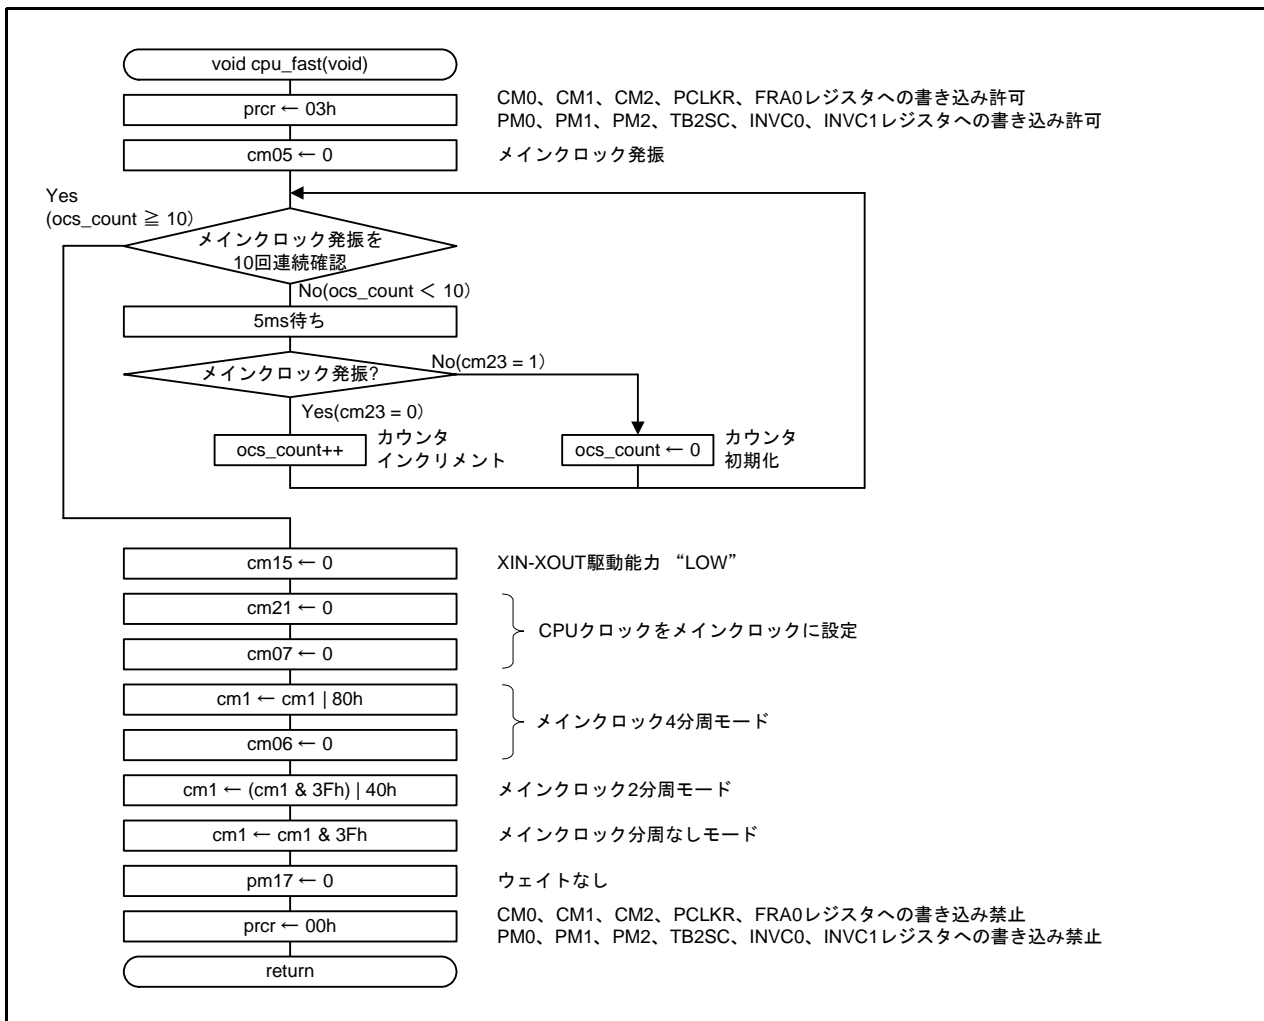 void cpu_fast(void)
prcr ← 03h
CM0、CM1、CM2、PCLKR、FRA0レジスタへの書き込み許可
PM0、PM1、PM2、TB2SC、INVC0、INVC1レジスタへの書き込み許可
cm05 ← 0
メインクロック発振
Yes
(ocs_count ≧ 10)
メインクロック発振を
10回連続確認
No(ocs_count < 10)
5ms待ち
メインクロック発振?
No(cm23 = 1)
Yes(cm23 = 0)
ocs_count++
カウンタ
インクリメント
ocs_count ← 0
カウンタ
初期化
cm15 ← 0
XIN-XOUT駆動能力 “LOW”
cm21 ← 0
CPUクロックをメインクロックに設定
cm07 ← 0
cm1 ← cm1 | 80h
メインクロック4分周モード
cm06 ← 0
cm1 ← (cm1 & 3Fh) | 40h
メインクロック2分周モード
cm1 ← cm1 & 3Fh
メインクロック分周なしモード
pm17 ← 0
ウェイトなし
prcr ← 00h
CM0、CM1、CM2、PCLKR、FRA0レジスタへの書き込み禁止
PM0、PM1、PM2、TB2SC、INVC0、INVC1レジスタへの書き込み禁止
return